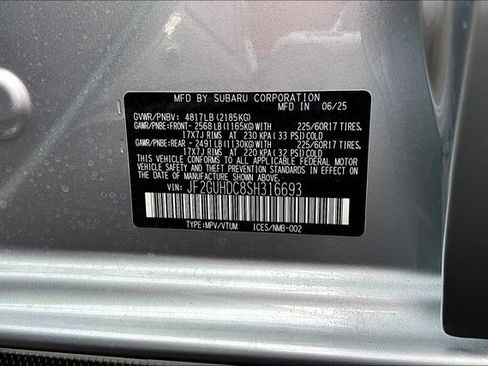 MFD BY SUBARU CORPORATION
MADE IN 06/25
GVWR/PNBV: 4817LB (2185KG)
GAWR/PNBE:FRONT-2568LB(1165KG)WITH 225/60R17 TIRES,
17X7J RIMS AT 230 KPA ( 33 PSI) COLD
GAWR/PNBE:REAR -2491LB(1130KG)WITH 225/60R17 TIRES,
17X7J RIMS AT 220 KPA ( 32 PSI) COLD
THIS VEHICLE CONFORMS TO ALL APPLICABLE FEDERAL MOTOR
VEHICLE SAFETY AND THEFT PREVENTION STANDARDS IN EFFECT
ON THE DATE OF MANUFACTURE SHOWN ABOVE.
VIN: JF2GUHDC8SH316693
TYPE:MPV/VTUM ICES/NMB-002